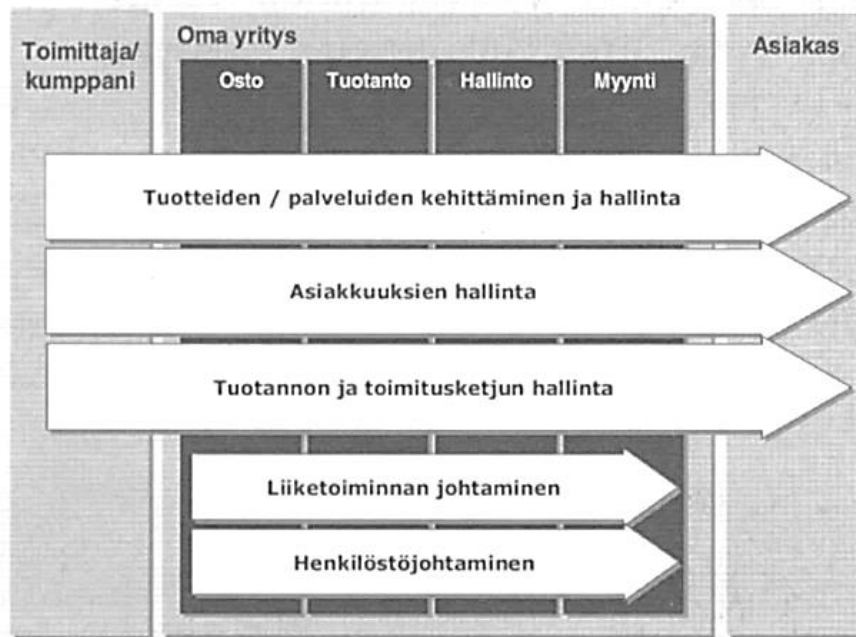 Toimittaja/
kumppani
Oma yritys
Asiakas
Osto
Tuotanto
Hallinto
Myynti
Tuotteiden / palveluiden kehittäminen ja hallinta
Asiakkuuksien hallinta
Tuotannon ja toimitusketjun hallinta
Liiketoiminnan johtaminen
Henkilöstöjohtaminen